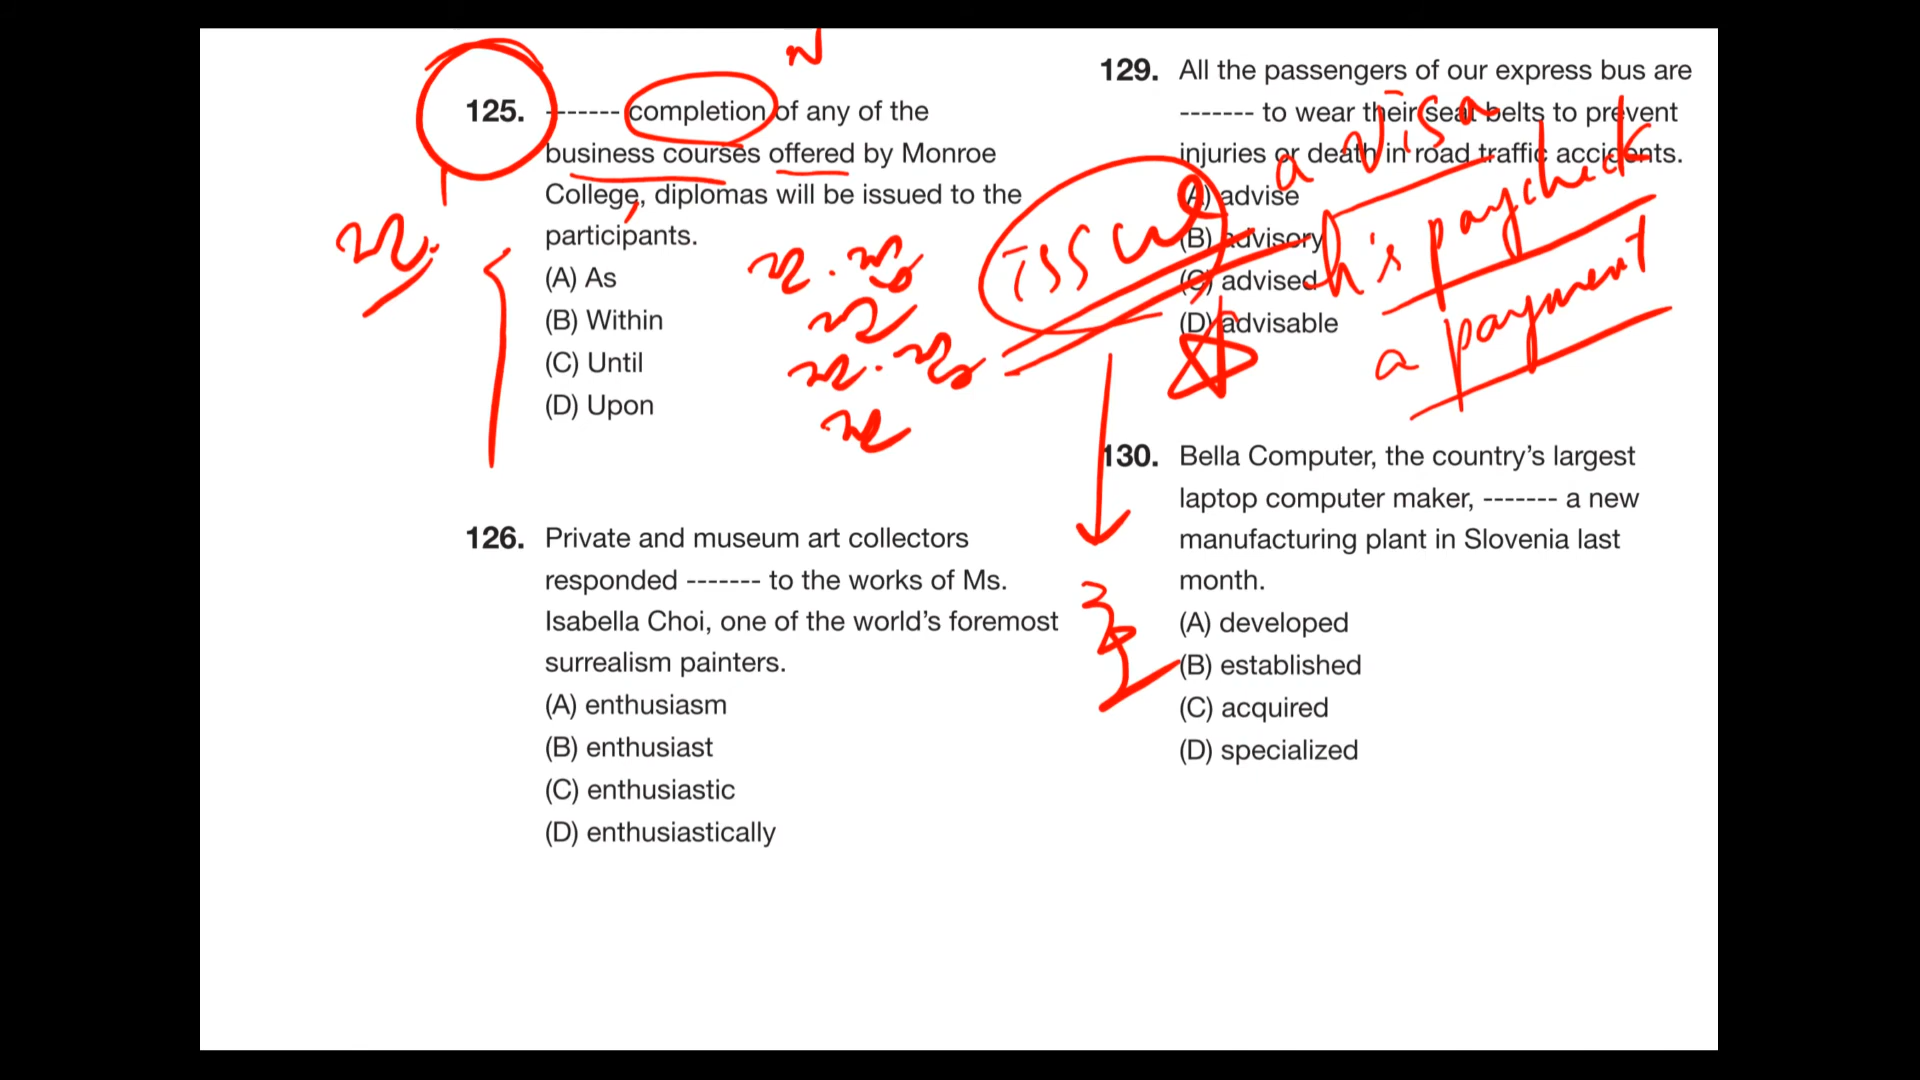 125. ------- completion of any of the
business courses offered by Monroe
College, diplomas will be issued to the
participants.
(A) As
(B) Within
(C) Until
(D) Upon
N
126. Private and museum art collectors
responded ------- to the works of Ms.
Isabella Choi, one of the world's foremost
surrealism painters.
(A) enthusiasm
(B) enthusiast
(C) enthusiastic
(D) enthusiastically
129. All the passengers of our express bus are
------- to wear their seat belts to prevent
injuries or death in road traffic accidents.
(A) advise
(B) advisory
(C) advised
(D) advisable
issue
a visa
his paycheck
a payment
130. Bella Computer, the country's largest
laptop computer maker, ------- a new
manufacturing plant in Slovenia last
month.
(A) developed
(B) established
(C) acquired
(D) specialized